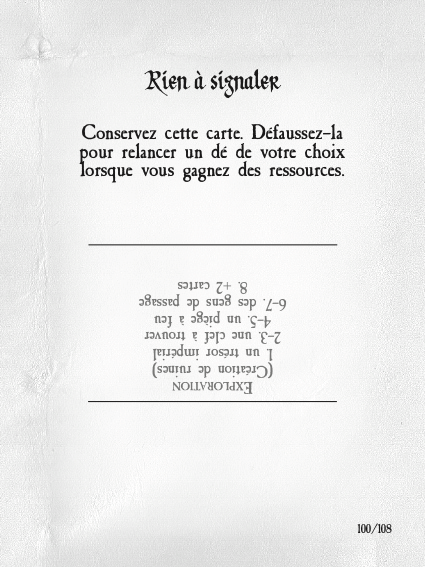 Rien à signaler
Conservez cette carte. Défaussez-la
pour relancer un dé de votre choix
lorsque vous gagnez des ressources.
EXPLORATION
(Création de ruines)
1. un trésor impérial
2-3. une clef à trouver
4-5. un piège à feu
6-7. des gens de passage
8. +2 cartes
100/108